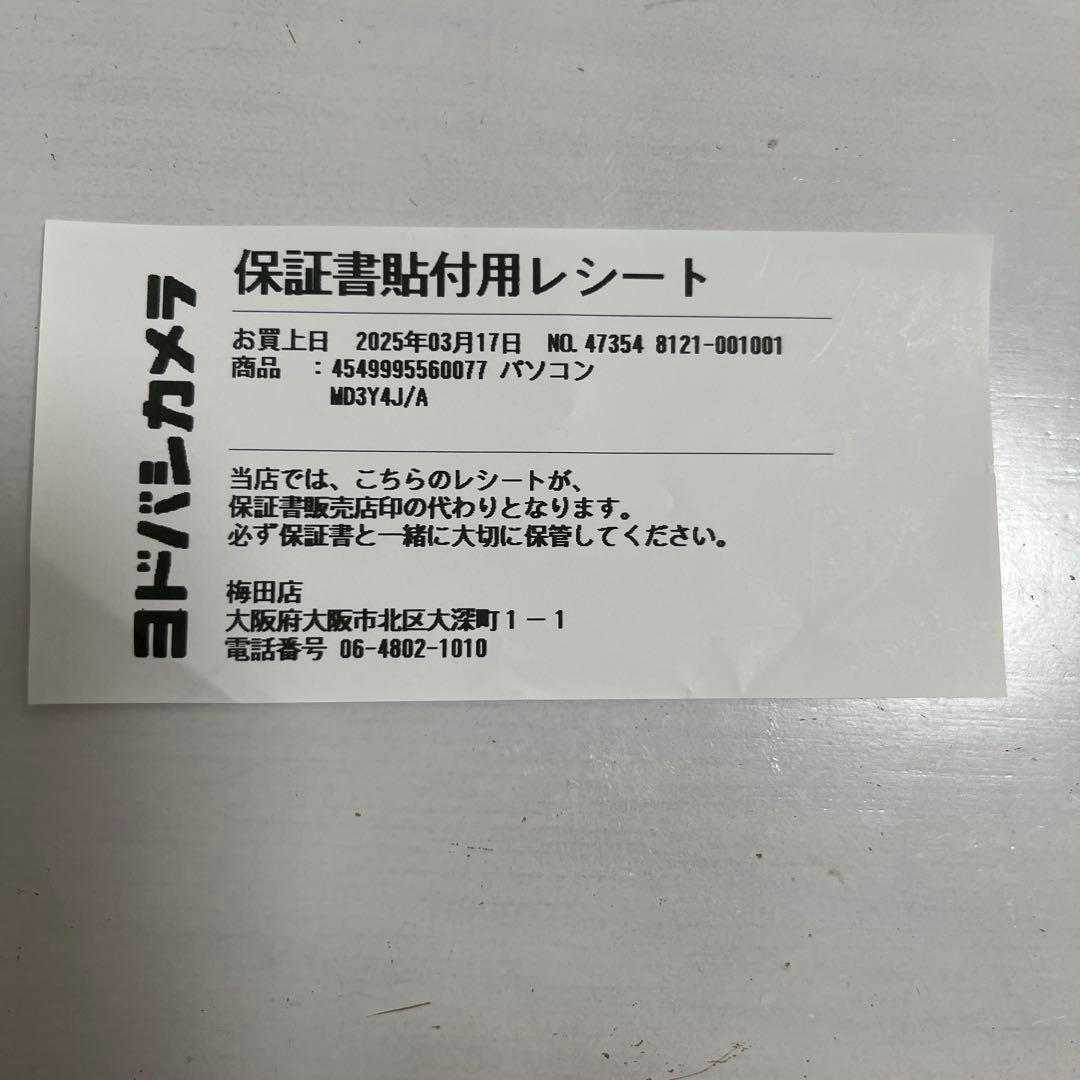 ヨドバシカメラ
保証書貼付用レシート
お買上日　2025年03月17日　NO. 47354 8121-001001
商品　：4549995560077 パソコン
MD3Y4J/A
当店では、こちらのレシートが、
保証書販売店印の代わりとなります。
必ず保証書と一緒に大切に保管してください。
梅田店
大阪府大阪市北区大深町１－１
電話番号 06-4802-1010